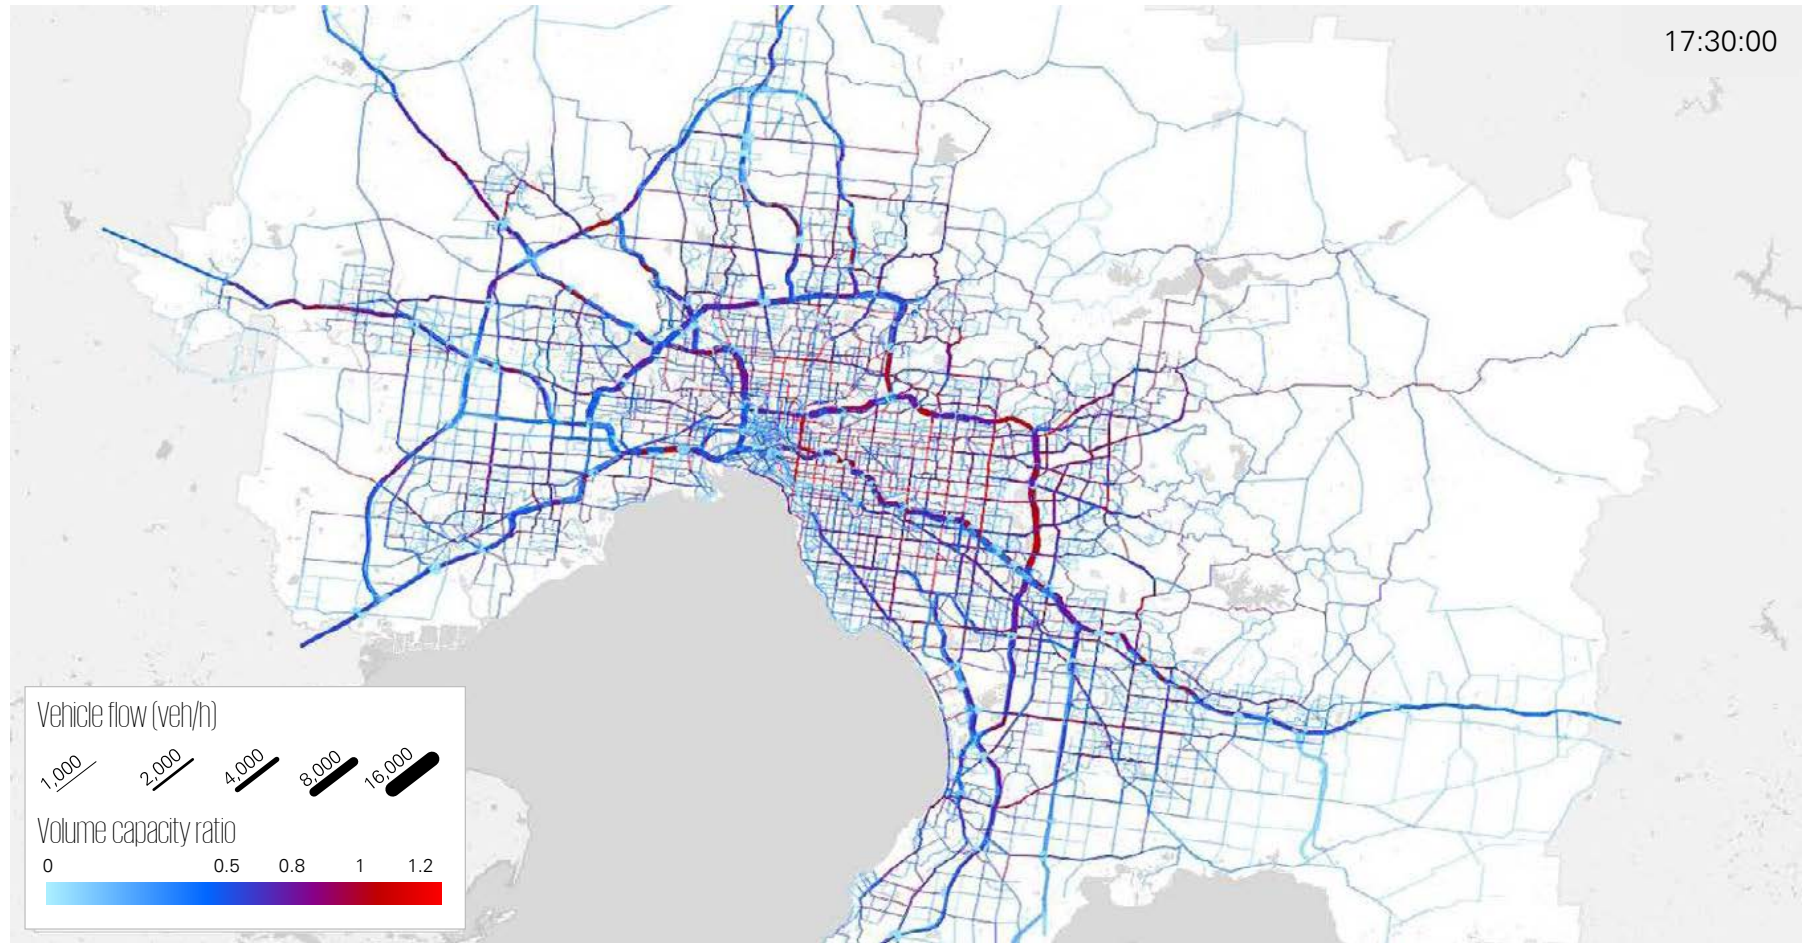 17:30:00
Vehicle flow (veh/h)
1,000 2,000 4,000 8,000 16,000
Volume capacity ratio
0 0.5 0.8 1 1.2